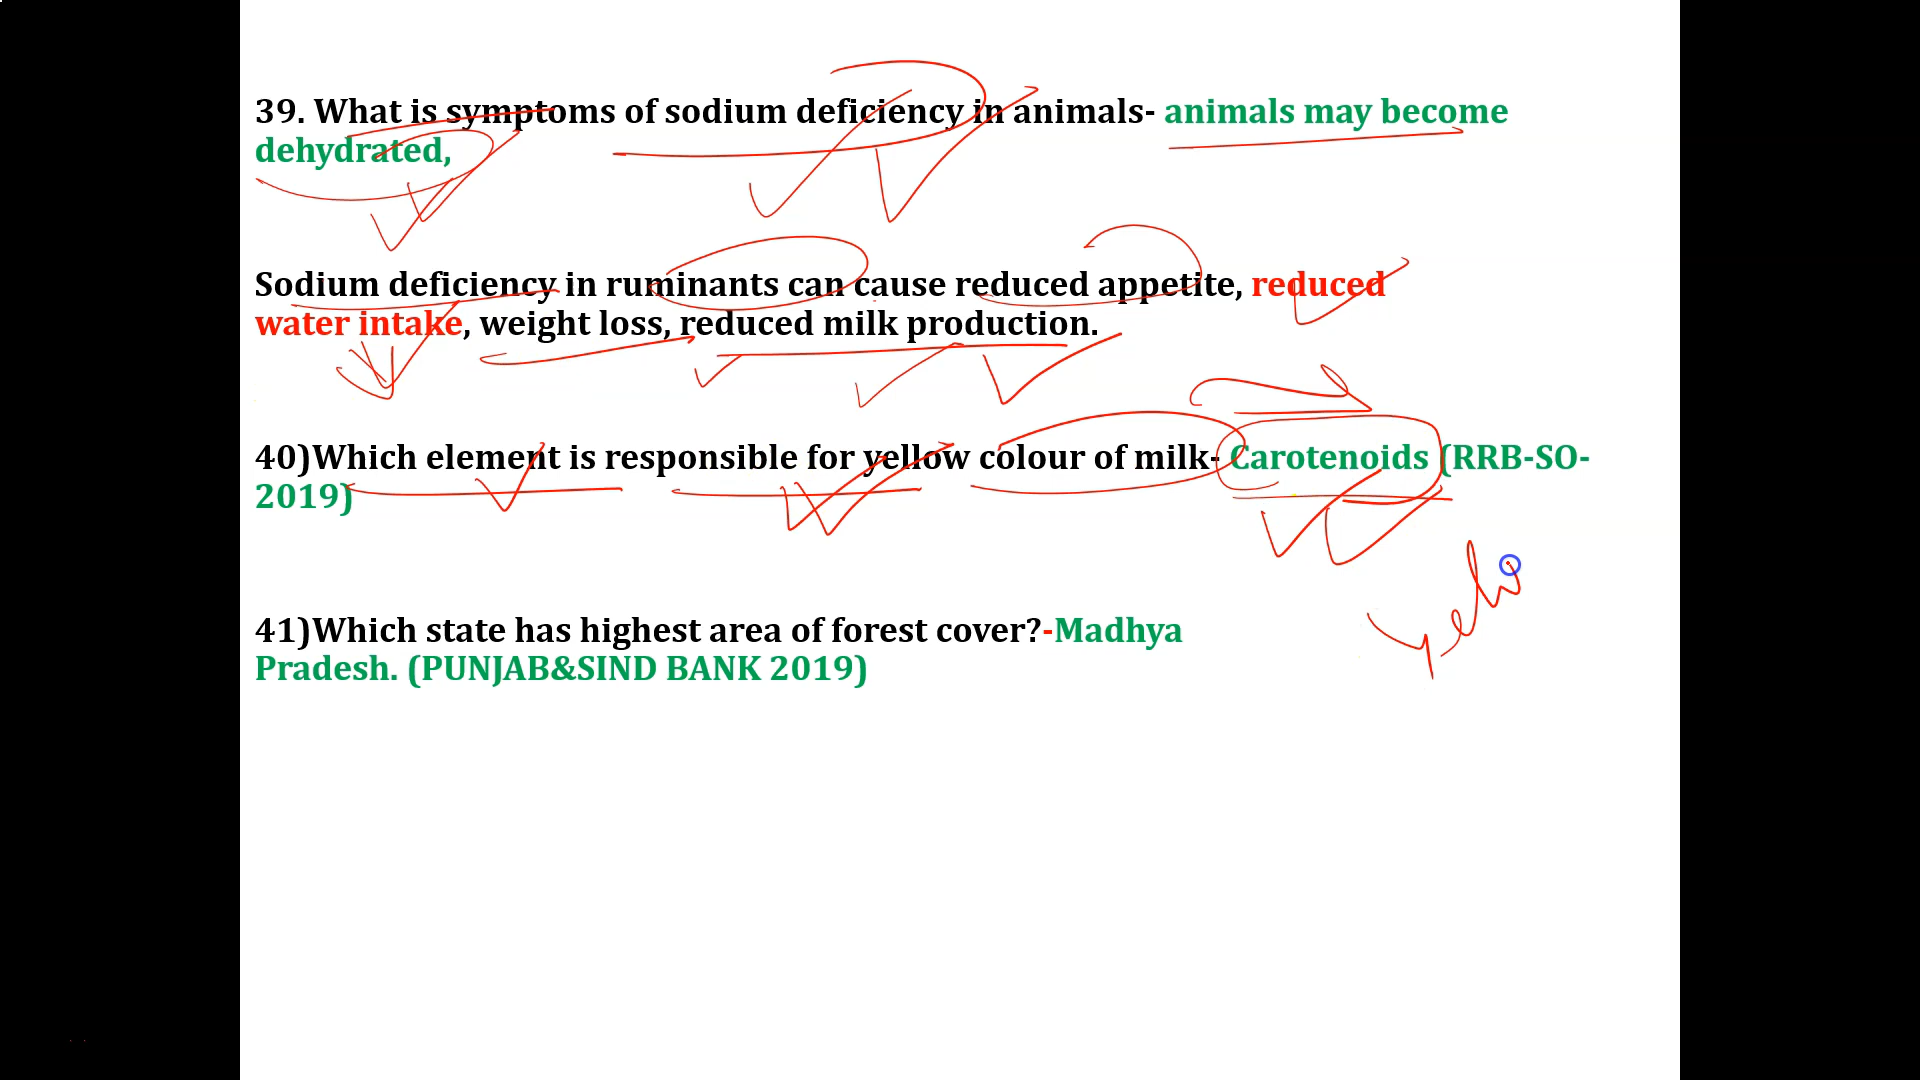 39. What is symptoms of sodium deficiency in animals- animals may become
dehydrated,
Sodium deficiency in ruminants can cause reduced appetite, reduced
water intake, weight loss, reduced milk production.
40)Which element is responsible for yellow colour of milk- Carotenoids (RRB-SO-
2019)
41)Which state has highest area of forest cover?-Madhya
Pradesh. (PUNJAB&SIND BANK 2019)